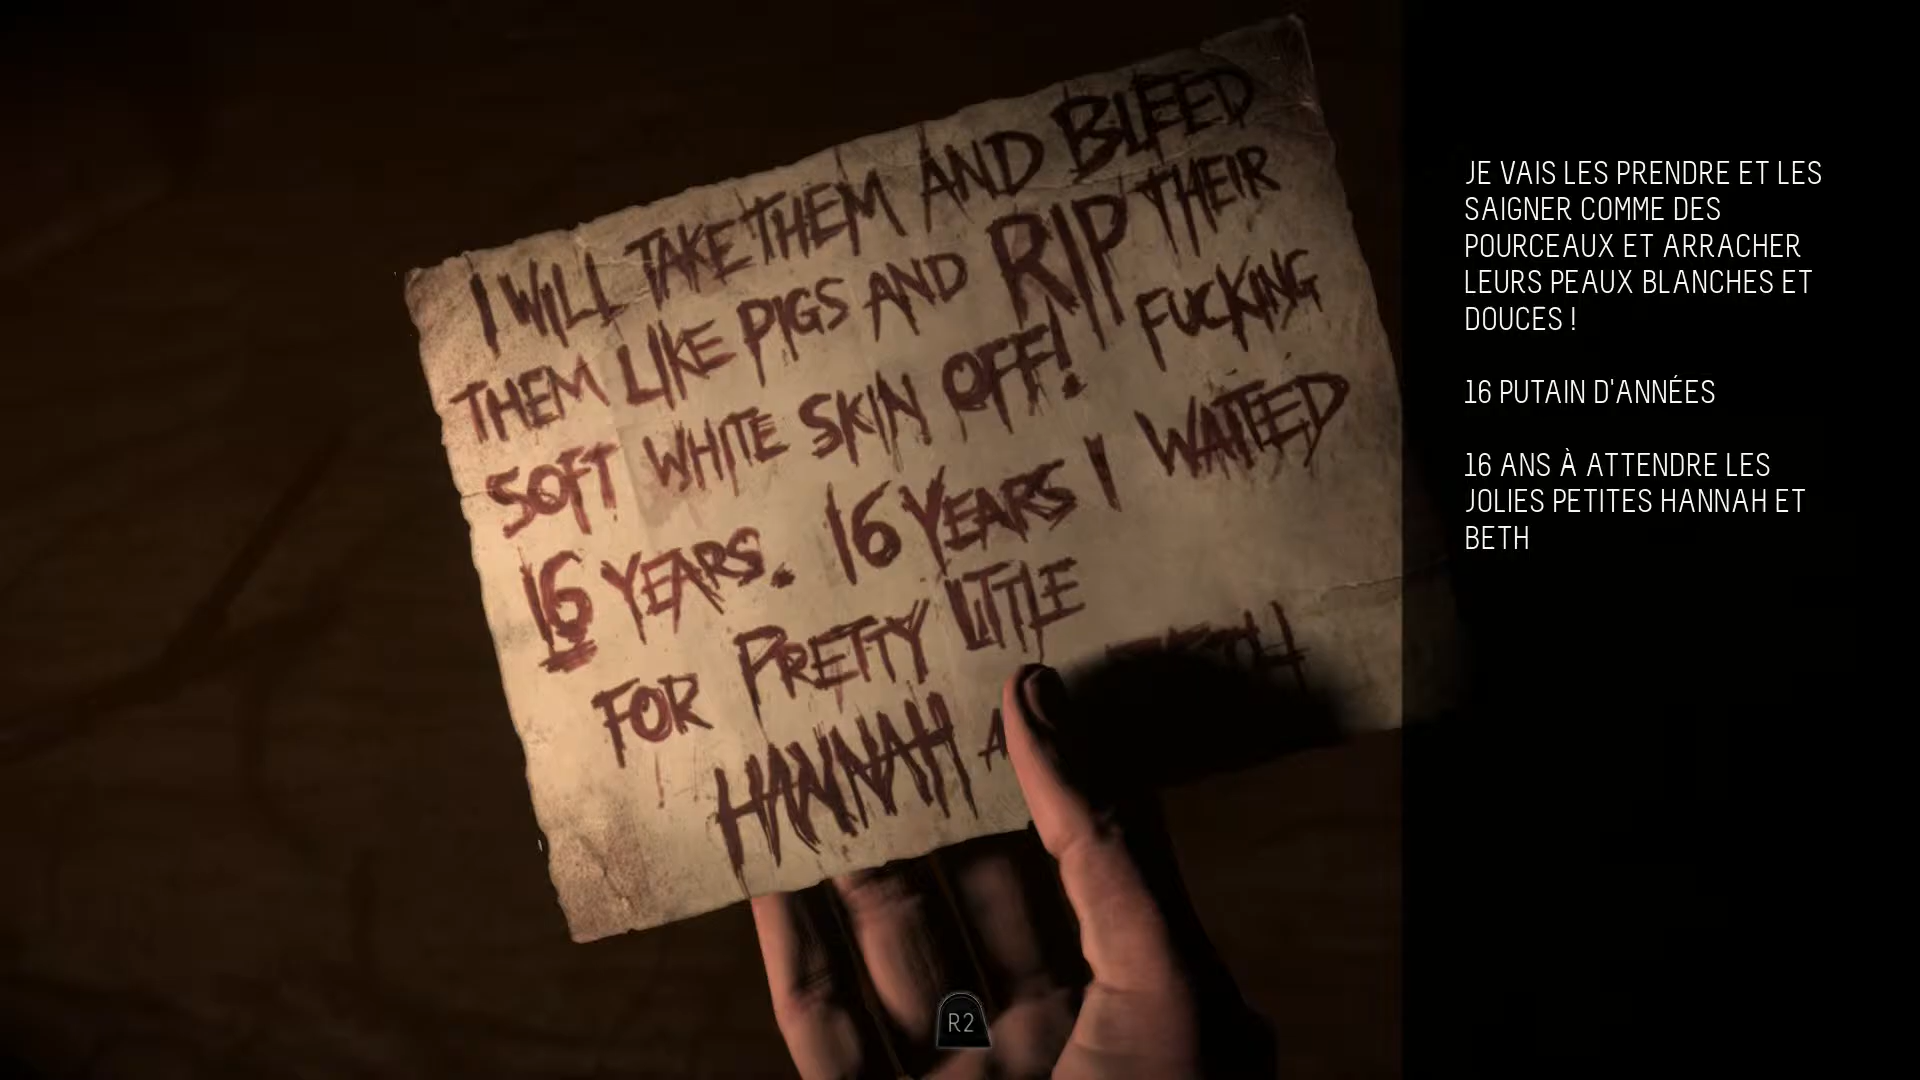 I WILL TAKE THEM AND BLEED
THEM LIKE PIGS AND RIP THEIR
SOFT WHITE SKIN OFF! FUCKING
16 YEARS. 16 YEARS I WAITED
FOR PRETTY LITTLE
HANNAH
JE VAIS LES PRENDRE ET LES
SAIGNER COMME DES
POURCEAUX ET ARRACHER
LEURS PEAUX BLANCHES ET
DOUCES !
16 PUTAIN D'ANNÉES
16 ANS À ATTENDRE LES
JOLIES PETITES HANNAH ET
BETH
R2